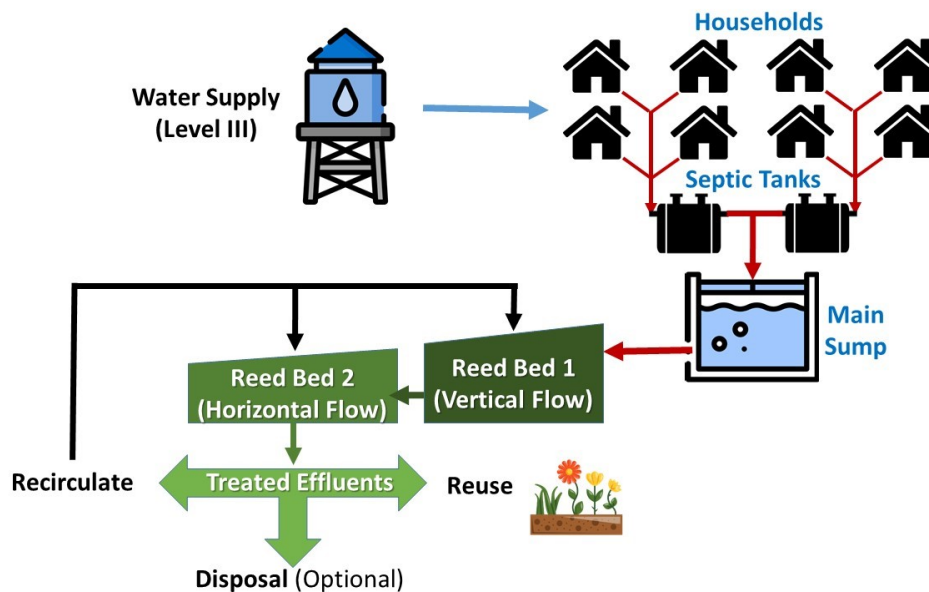 Households
Water Supply
(Level III)
Septic Tanks
Main
Sump
Reed Bed 1
(Vertical Flow)
Reed Bed 2
(Horizontal Flow)
Recirculate
Treated Effluents
Reuse
Disposal (Optional)